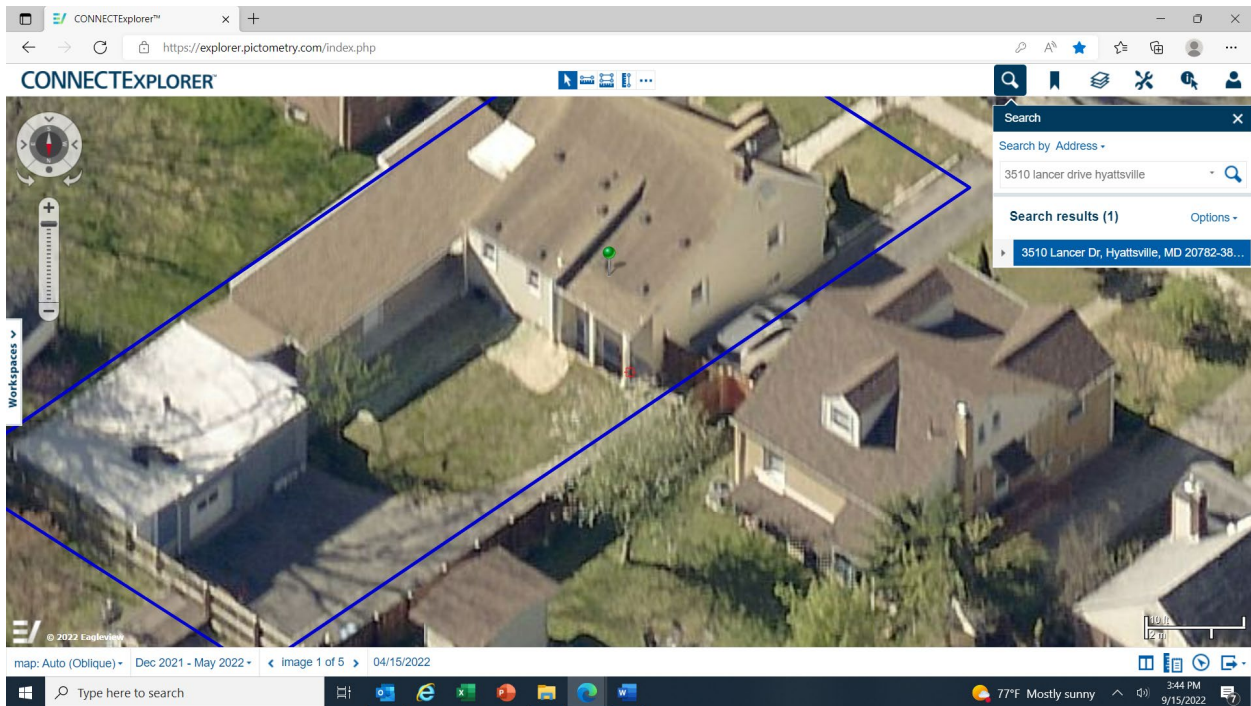 CONNECTExplorer™
https://explorer.pictometry.com/index.php
CONNECTEXPLORER™
Search
Search by Address
3510 lancer drive hyattsville
Search results (1)
Options
3510 Lancer Dr, Hyattsville, MD 20782-38...
Workspaces
© 2022 Eagleview
10 ft
2 m
map: Auto (Oblique)
Dec 2021 - May 2022
image 1 of 5
04/15/2022
Type here to search
77°F Mostly sunny
3:44 PM
9/15/2022
7